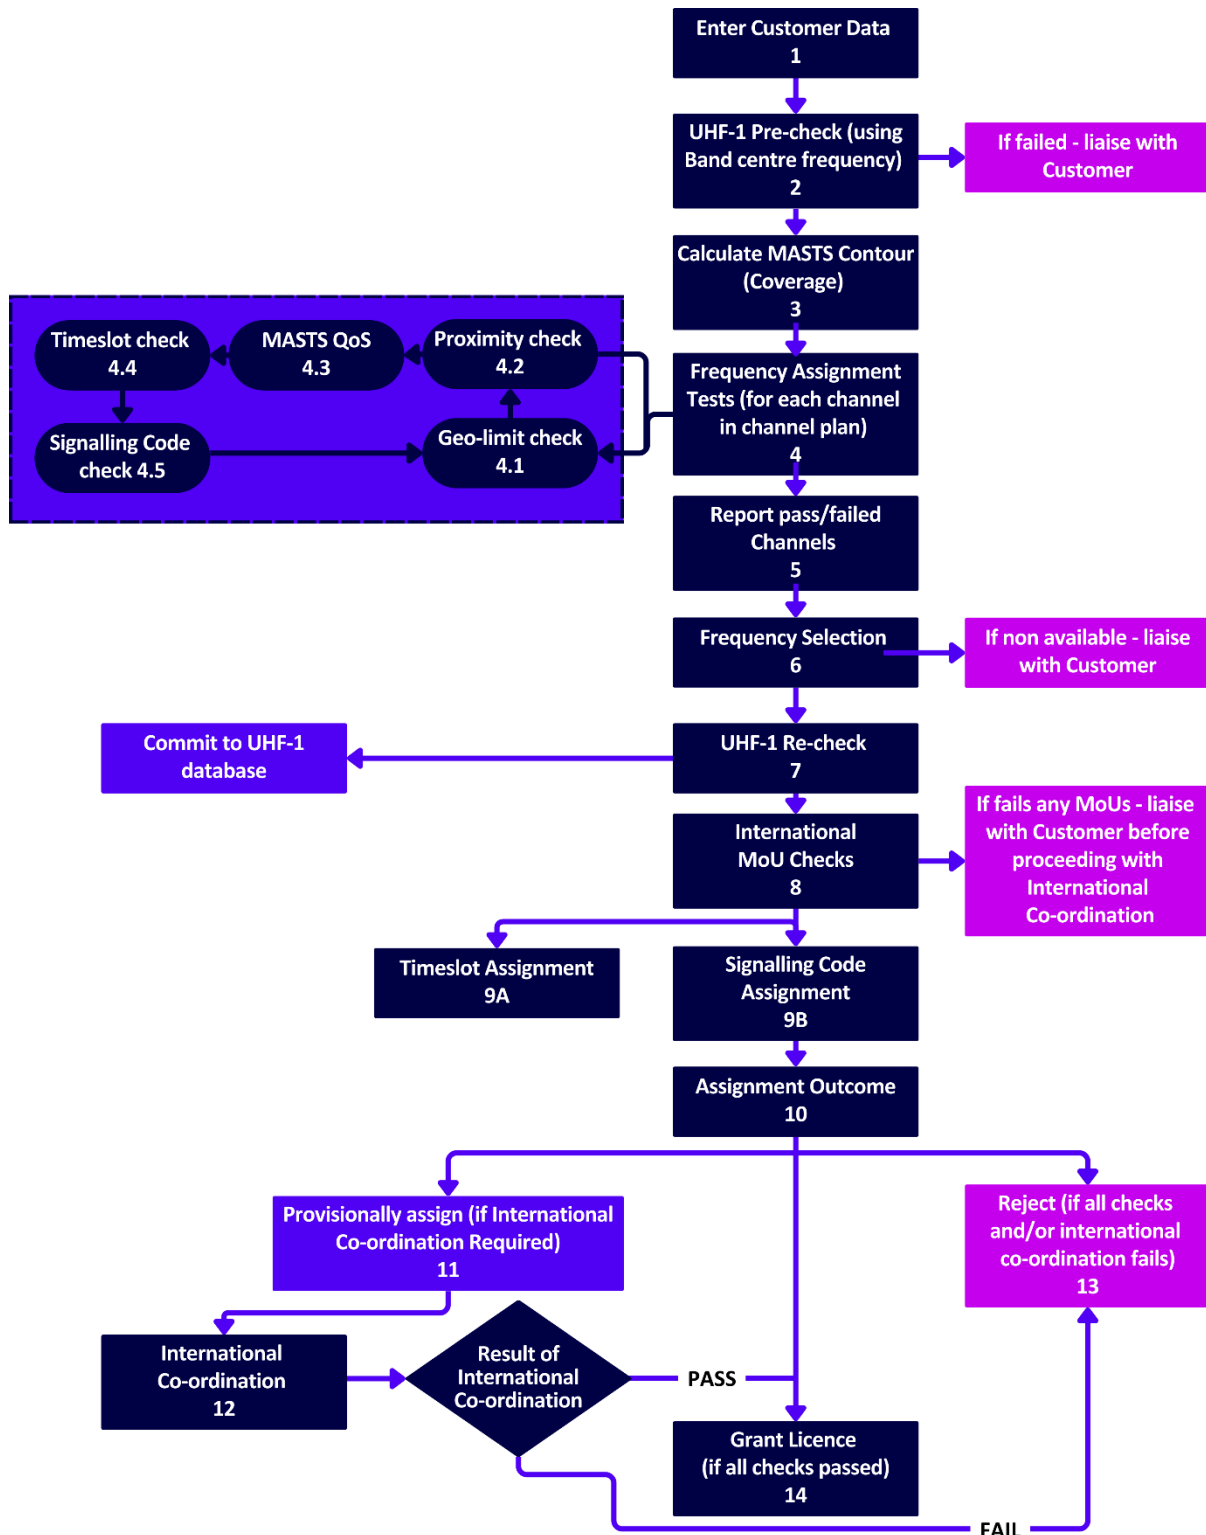 Enter Customer Data
1
UHF-1 Pre-check (using
Band centre frequency)
2
If failed - liaise with
Customer
Calculate MASTS Contour
(Coverage)
3
Timeslot check
4.4
MASTS QoS
4.3
Proximity check
4.2
Signalling Code
check 4.5
Geo-limit check
4.1
Frequency Assignment
Tests (for each channel
in channel plan)
4
Report pass/failed
Channels
5
Frequency Selection
6
If non available - liaise
with Customer
Commit to UHF-1
database
UHF-1 Re-check
7
International
MoU Checks
8
If fails any MoUs - liaise
with Customer before
proceeding with
International
Co-ordination
Timeslot Assignment
9A
Signalling Code
Assignment
9B
Assignment Outcome
10
Provisionally assign (if International
Co-ordination Required)
11
Reject (if all checks
and/or international
co-ordination fails)
13
International
Co-ordination
12
Result of
International
Co-ordination
PASS
Grant Licence
(if all checks passed)
14
FAIL